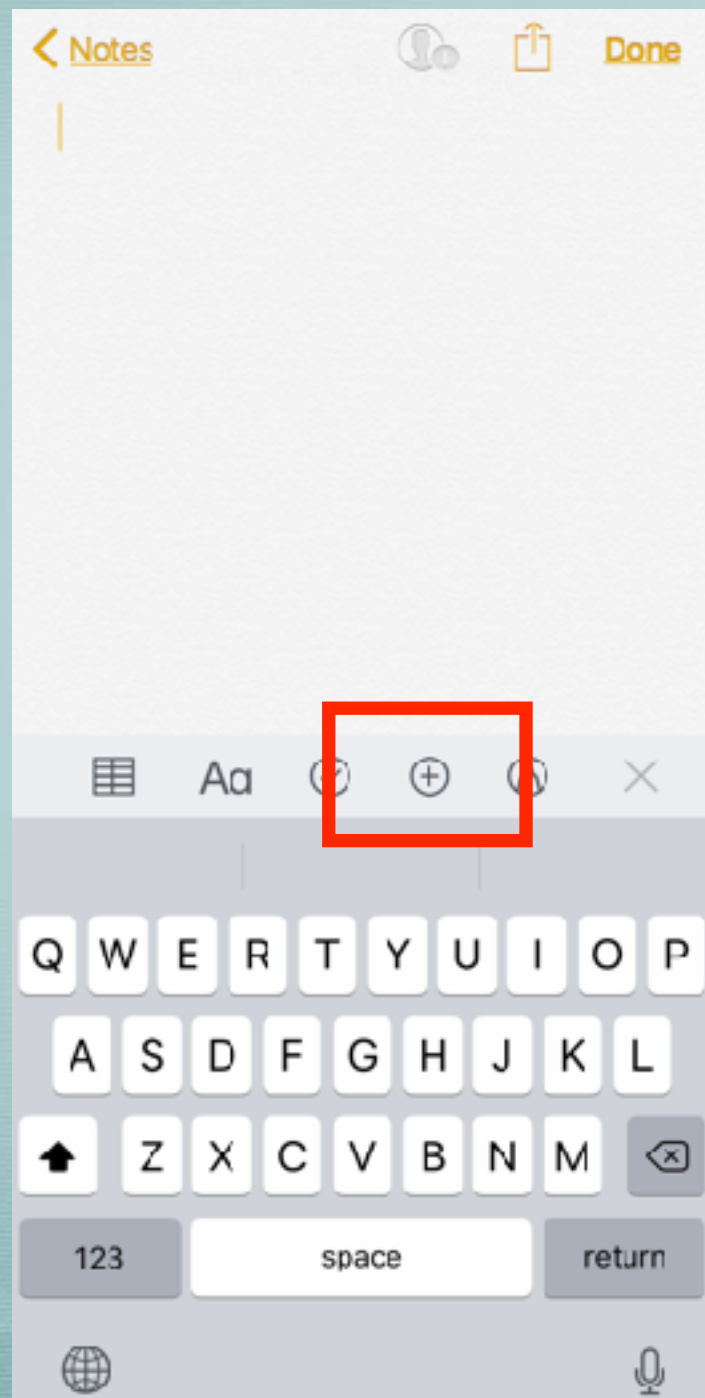 Notes Done
Aa
Q W E R T Y U I O P
A S D F G H J K L
Z X C V B N M
123 space return